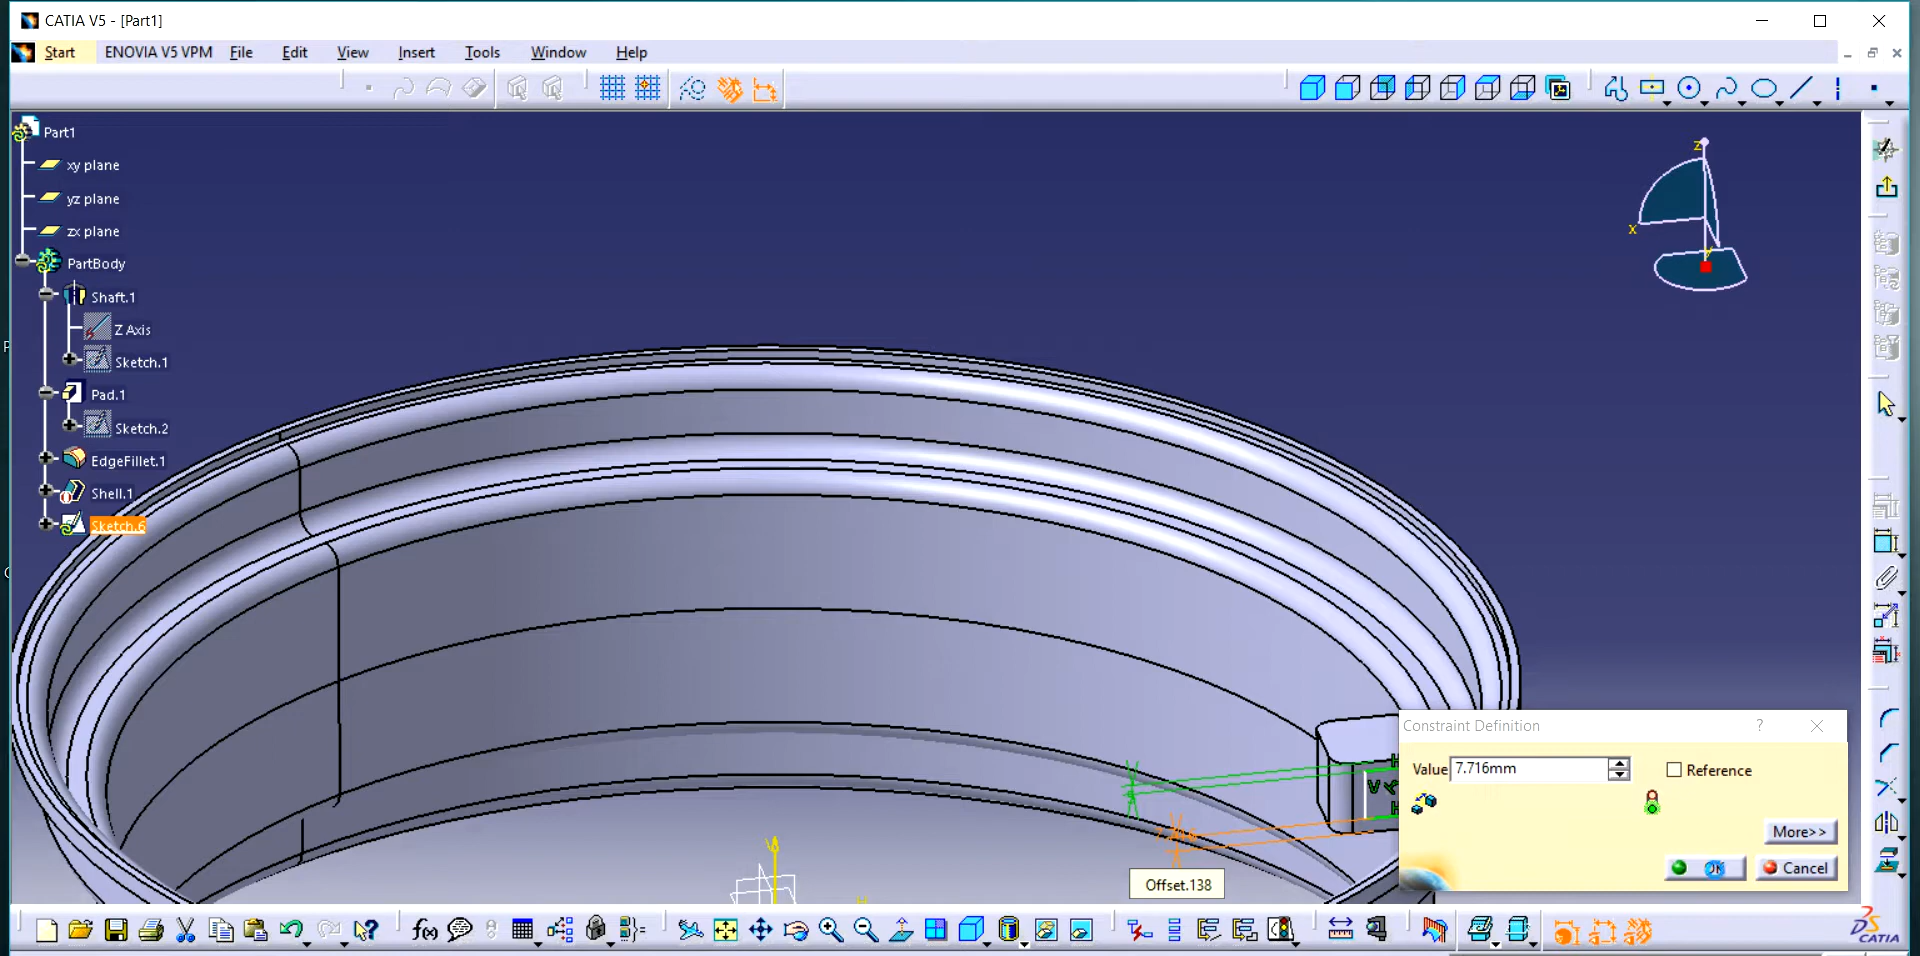 CATIA V5 - [Part1]
Start ENOVIA V5 VPM File Edit View Insert Tools Window Help
Part1
xy plane
yz plane
zx plane
PartBody
Shaft.1
Z Axis
Sketch.1
Pad.1
Sketch.2
EdgeFillet.1
Shell.1
Sketch.6
z
x
y
Constraint Definition ?
Value 7.716mm Reference
More>>
OK Cancel
V
H
H
Offset.138
f(x)
CATIA